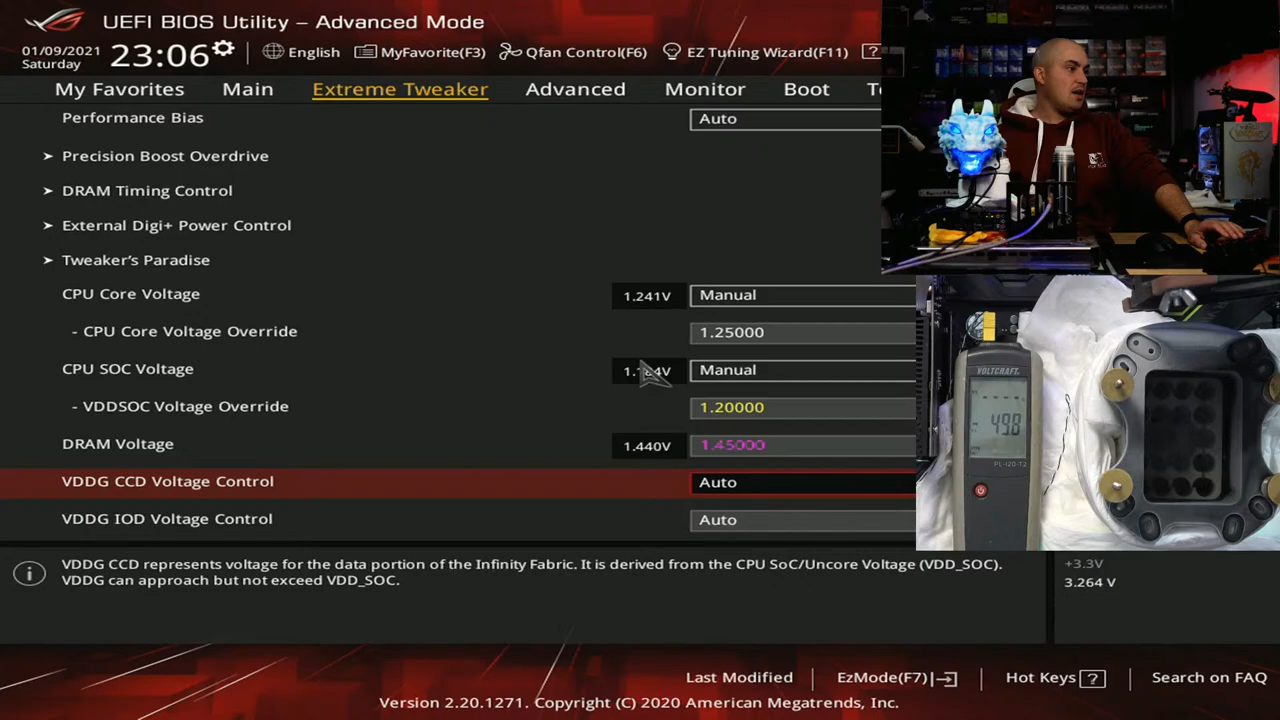 UEFI BIOS Utility – Advanced Mode
01/09/2021
Saturday
23:06
English
MyFavorite(F3)
Qfan Control(F6)
EZ Tuning Wizard(F11)
?
My Favorites
Main
Extreme Tweaker
Advanced
Monitor
Boot
Performance Bias
Auto
Precision Boost Overdrive
DRAM Timing Control
External Digi+ Power Control
Tweaker's Paradise
CPU Core Voltage
1.241V
Manual
- CPU Core Voltage Override
1.25000
CPU SOC Voltage
Manual
- VDDSOC Voltage Override
1.20000
DRAM Voltage
1.440V
1.45000
VDDG CCD Voltage Control
Auto
VDDG IOD Voltage Control
Auto
VOLTCRAFT
PL-120-T2
VDDG CCD represents voltage for the data portion of the Infinity Fabric. It is derived from the CPU SoC/Uncore Voltage (VDD_SOC).
VDDG can approach but not exceed VDD_SOC.
+3.3V
3.264 V
Last Modified
EzMode(F7)
Hot Keys ?
Search on FAQ
Version 2.20.1271. Copyright (C) 2020 American Megatrends, Inc.